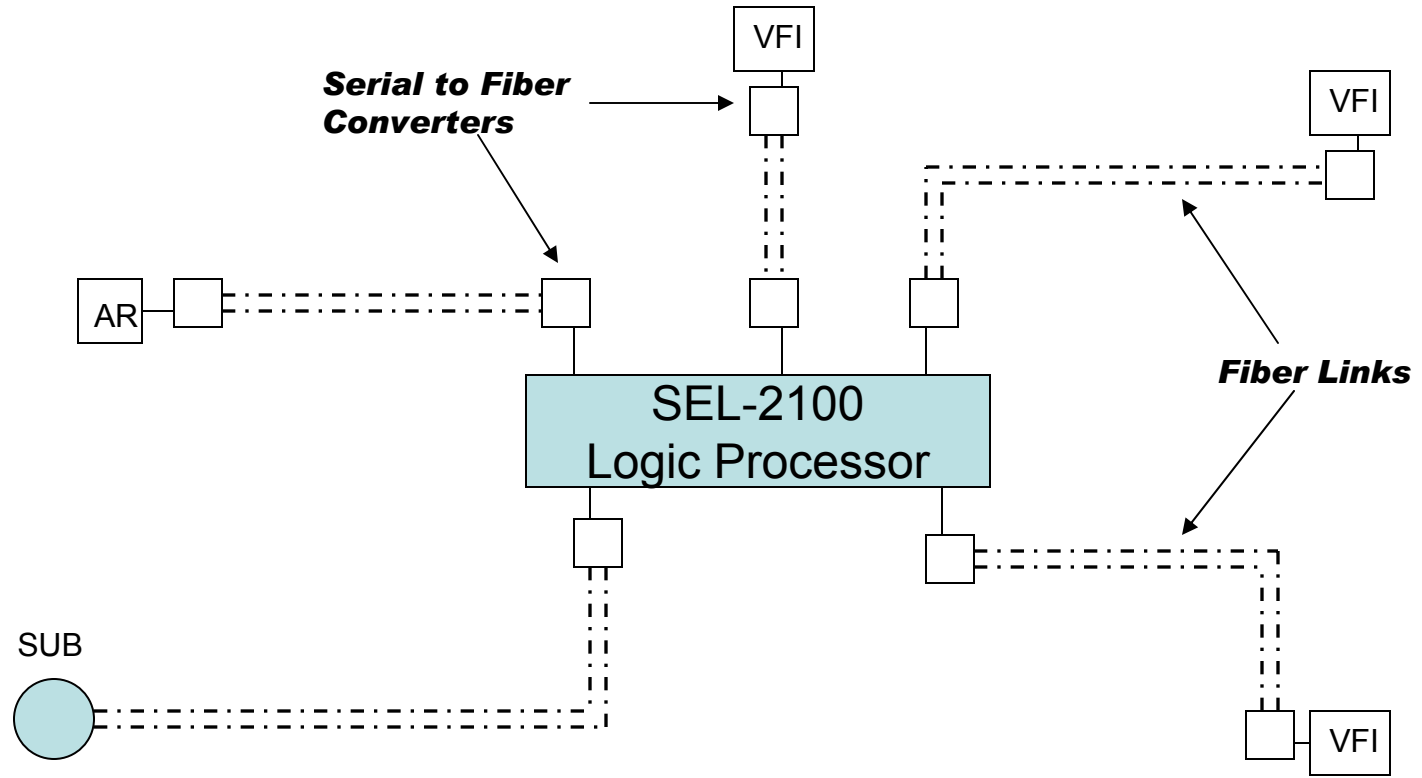 VFI
Serial to Fiber
Converters
VFI
AR
Fiber Links
SEL-2100
Logic Processor
SUB
VFI